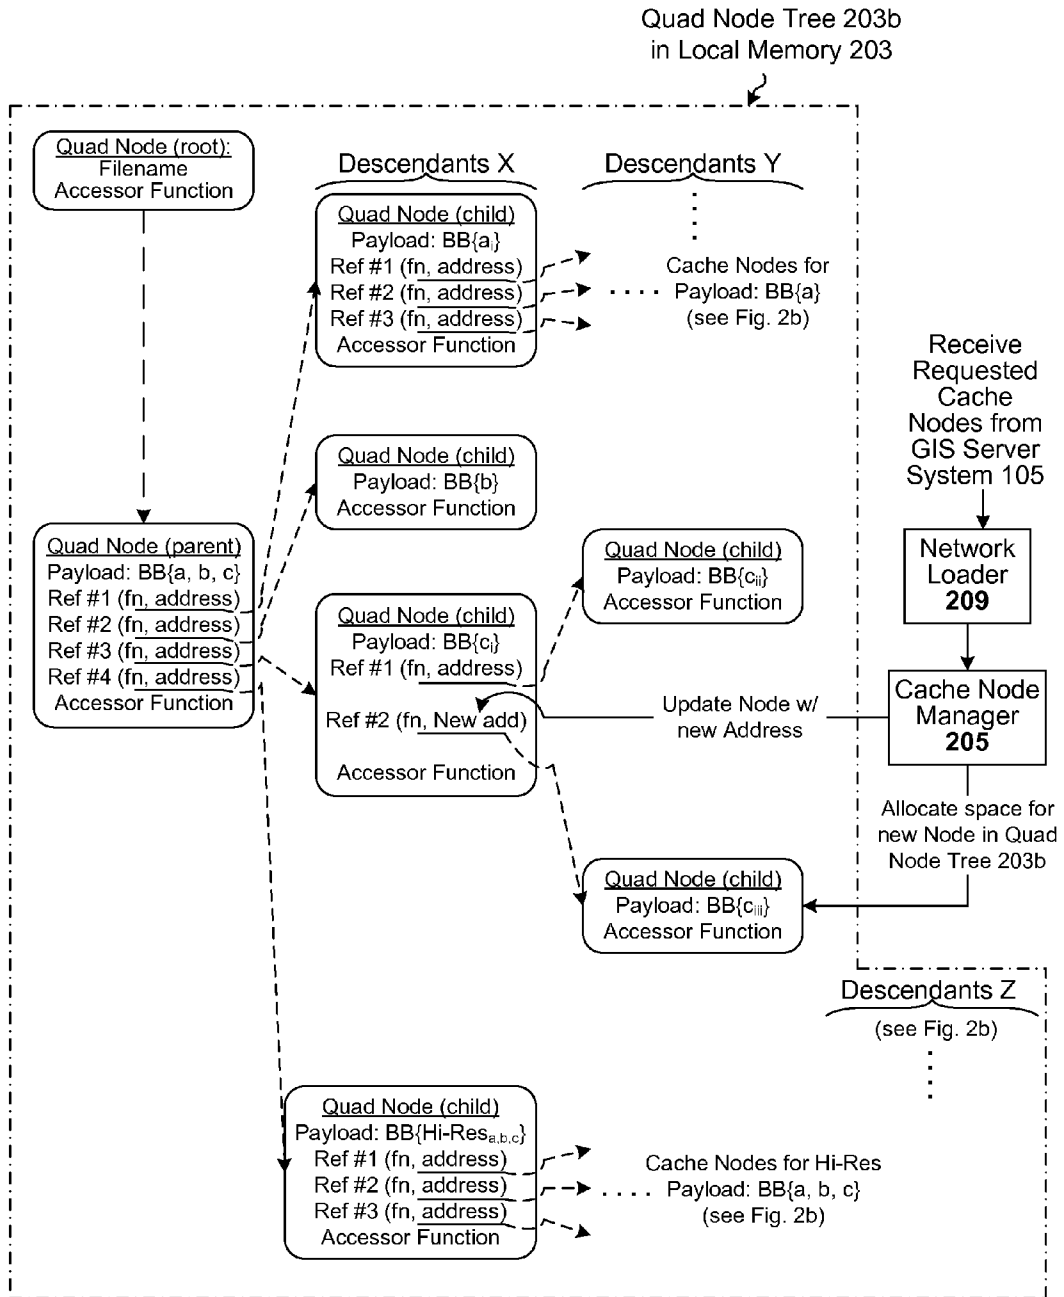 Quad Node Tree 203b
in Local Memory 203
Quad Node (root):
Filename
Accessor Function
Descendants X
Descendants Y
Quad Node (child)
Payload: BB{ai}
Ref #1 (fn, address)
Ref #2 (fn, address)
Ref #3 (fn, address)
Accessor Function
Cache Nodes for
Payload: BB{a}
(see Fig. 2b)
Receive
Requested
Cache
Nodes from
GIS Server
System 105
Quad Node (child)
Payload: BB{b}
Accessor Function
Quad Node (parent)
Payload: BB{a, b, c}
Ref #1 (fn, address)
Ref #2 (fn, address)
Ref #3 (fn, address)
Ref #4 (fn, address)
Accessor Function
Quad Node (child)
Payload: BB{ci}
Ref #1 (fn, address)
Ref #2 (fn, New add)
Accessor Function
Quad Node (child)
Payload: BB{cii}
Accessor Function
Network
Loader
209
Update Node w/
new Address
Cache Node
Manager
205
Allocate space for
new Node in Quad
Node Tree 203b
Quad Node (child)
Payload: BB{ciii}
Accessor Function
Descendants Z
(see Fig. 2b)
Quad Node (child)
Payload: BB{Hi-Resa,b,c}
Ref #1 (fn, address)
Ref #2 (fn, address)
Ref #3 (fn, address)
Accessor Function
Cache Nodes for Hi-Res
Payload: BB{a, b, c}
(see Fig. 2b)